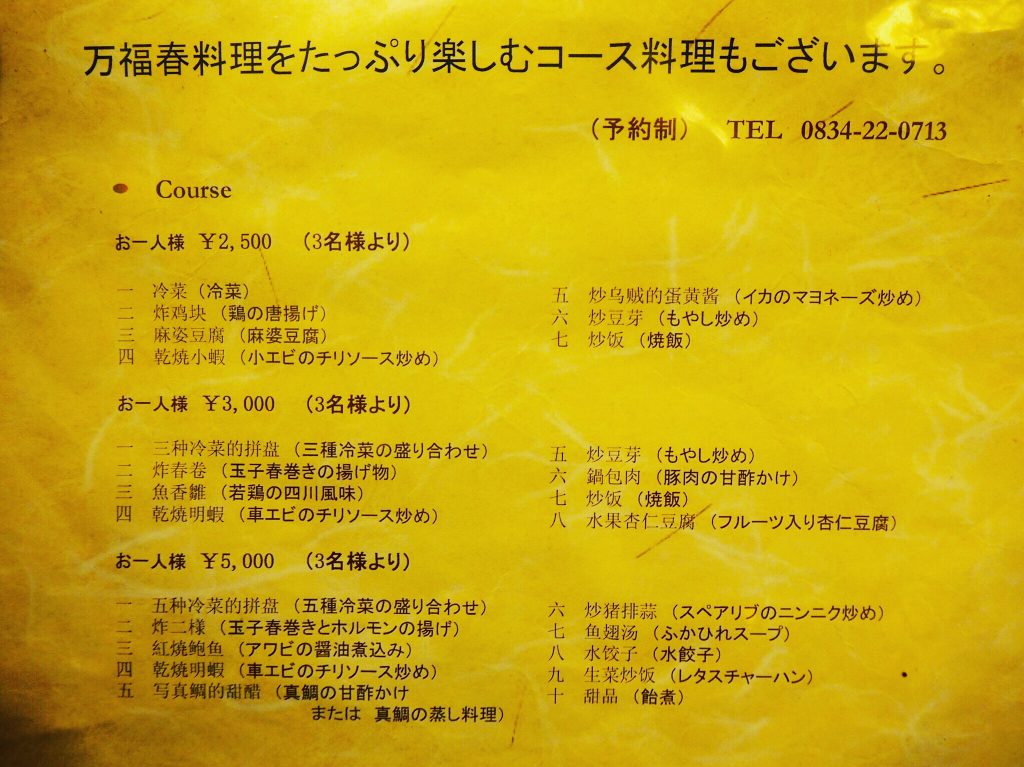 万福春料理をたっぷり楽しむコース料理もございます。
（予約制） TEL 0834-22-0713
● Course
お一人様 ￥2,500 （3名様より）
一 冷菜（冷菜）
二 炸鸡块（鶏の唐揚げ）
三 麻姿豆腐（麻婆豆腐）
四 乾燒小蝦（小エビのチリソース炒め）
五 炒乌贼的蛋黄酱（イカのマヨネーズ炒め）
六 炒豆芽（もやし炒め）
七 炒饭（焼飯）
お一人様 ￥3,000 （3名様より）
一 三种冷菜的拼盘（三種冷菜の盛り合わせ）
二 炸春卷（玉子春巻きの揚げ物）
三 魚香雛（若鶏の四川風味）
四 乾燒明蝦（車エビのチリソース炒め）
五 炒豆芽（もやし炒め）
六 鍋包肉（豚肉の甘酢かけ）
七 炒饭（焼飯）
八 水果杏仁豆腐（フルーツ入り杏仁豆腐）
お一人様 ￥5,000 （3名様より）
一 五种冷菜的拼盘（五種冷菜の盛り合わせ）
二 炸二様（玉子春巻きとホルモンの揚げ）
三 紅燒鲍鱼（アワビの醤油煮込み）
四 乾燒明蝦（車エビのチリソース炒め）
五 写真鯛的甜醋（真鯛の甘酢かけ
または 真鯛の蒸し料理）
六 炒猪排蒜（スペアリブのニンニク炒め）
七 鱼翅汤（ふかひれスープ）
八 水饺子（水餃子）
九 生菜炒饭（レタスチャーハン）
十 甜品（飴煮）